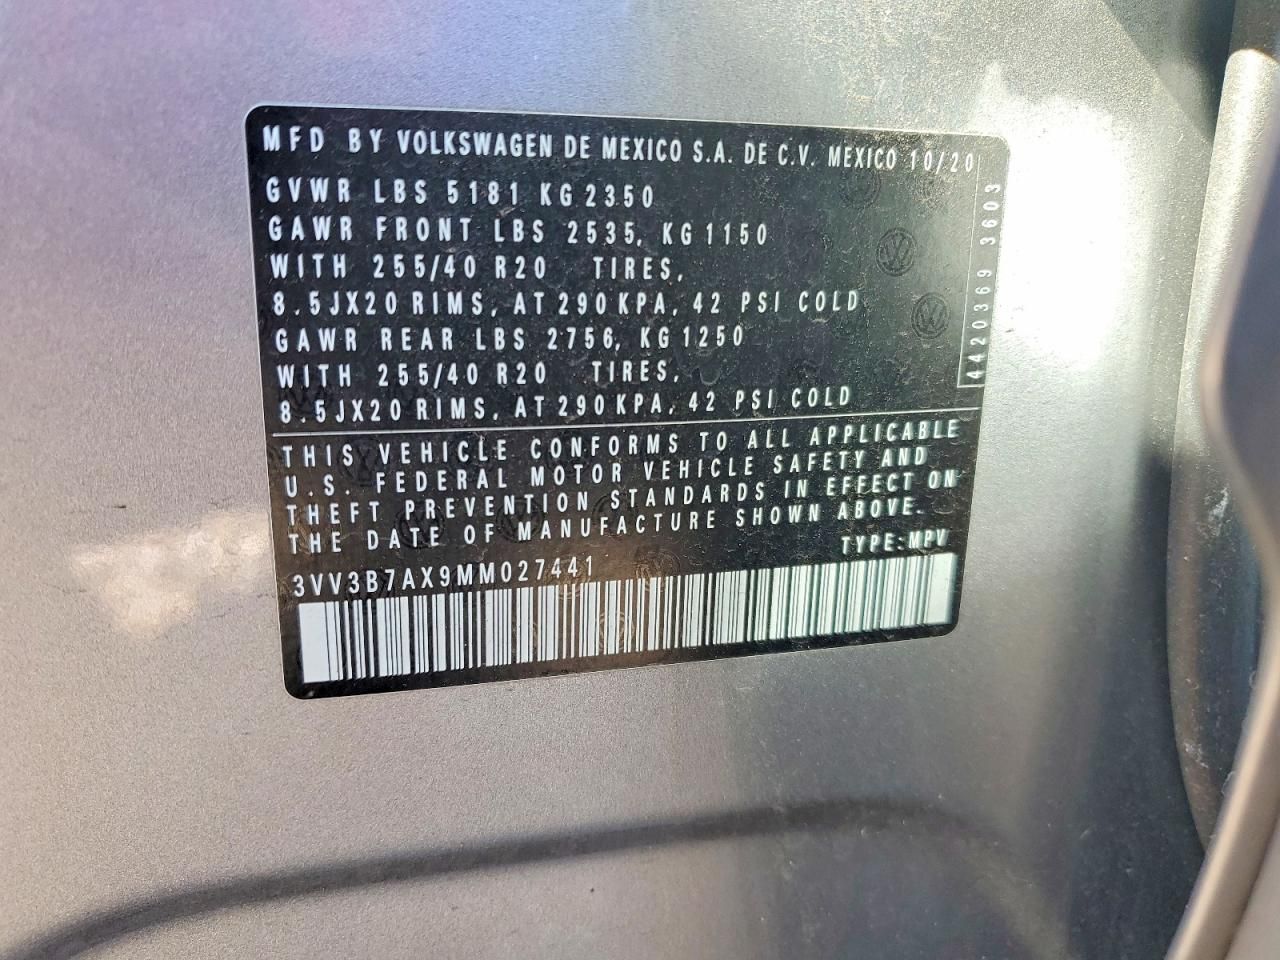 MFD BY VOLKSWAGEN DE MEXICO S.A. DE C.V. MEXICO 10/20
GVWR LBS 5181 KG 2350
GAWR FRONT LBS 2535, KG 1150
WITH 255/40 R20 TIRES,
8.5JX20 RIMS, AT 290 KPA, 42 PSI COLD
GAWR REAR LBS 2756, KG 1250
WITH 255/40 R20 TIRES,
8.5JX20 RIMS, AT 290 KPA, 42 PSI COLD
4420369 3603
THIS VEHICLE CONFORMS TO ALL APPLICABLE
U.S. FEDERAL MOTOR VEHICLE SAFETY AND
THEFT PREVENTION STANDARDS IN EFFECT ON
THE DATE OF MANUFACTURE SHOWN ABOVE.
TYPE:MPV
3VV3B7AX9MM027441